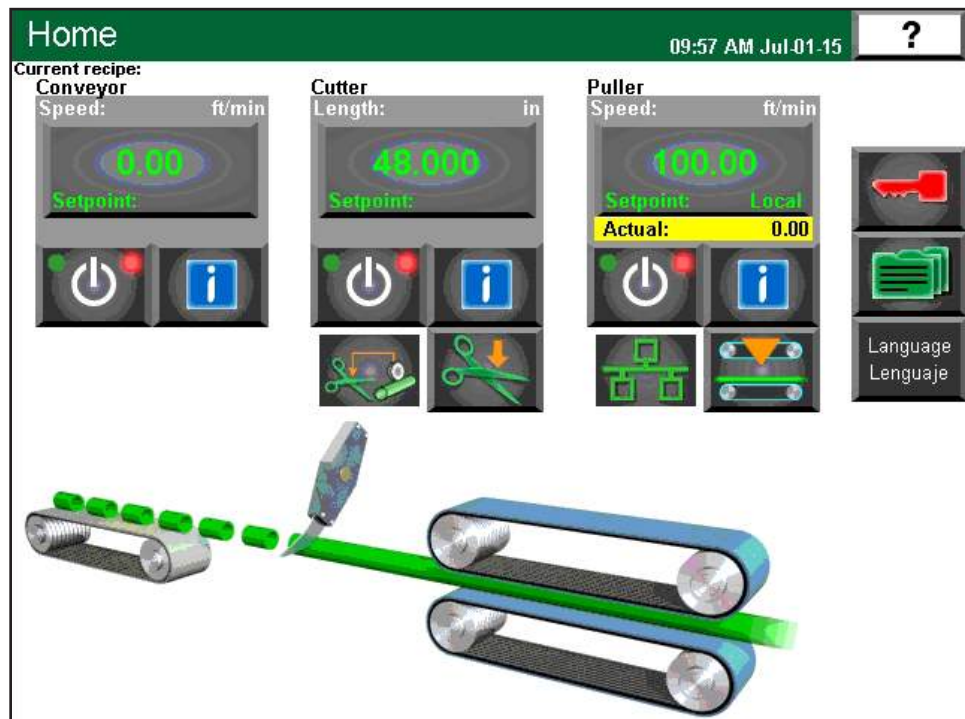 Home
09:57 AM Jul-01-15
?
Current recipe:
Conveyor
Speed: ft/min
0.00
Setpoint:
Cutter
Length: in
48.000
Setpoint:
Puller
Speed: ft/min
100.00
Setpoint: Local
Actual: 0.00
i
i
i
Language
Lenguaje